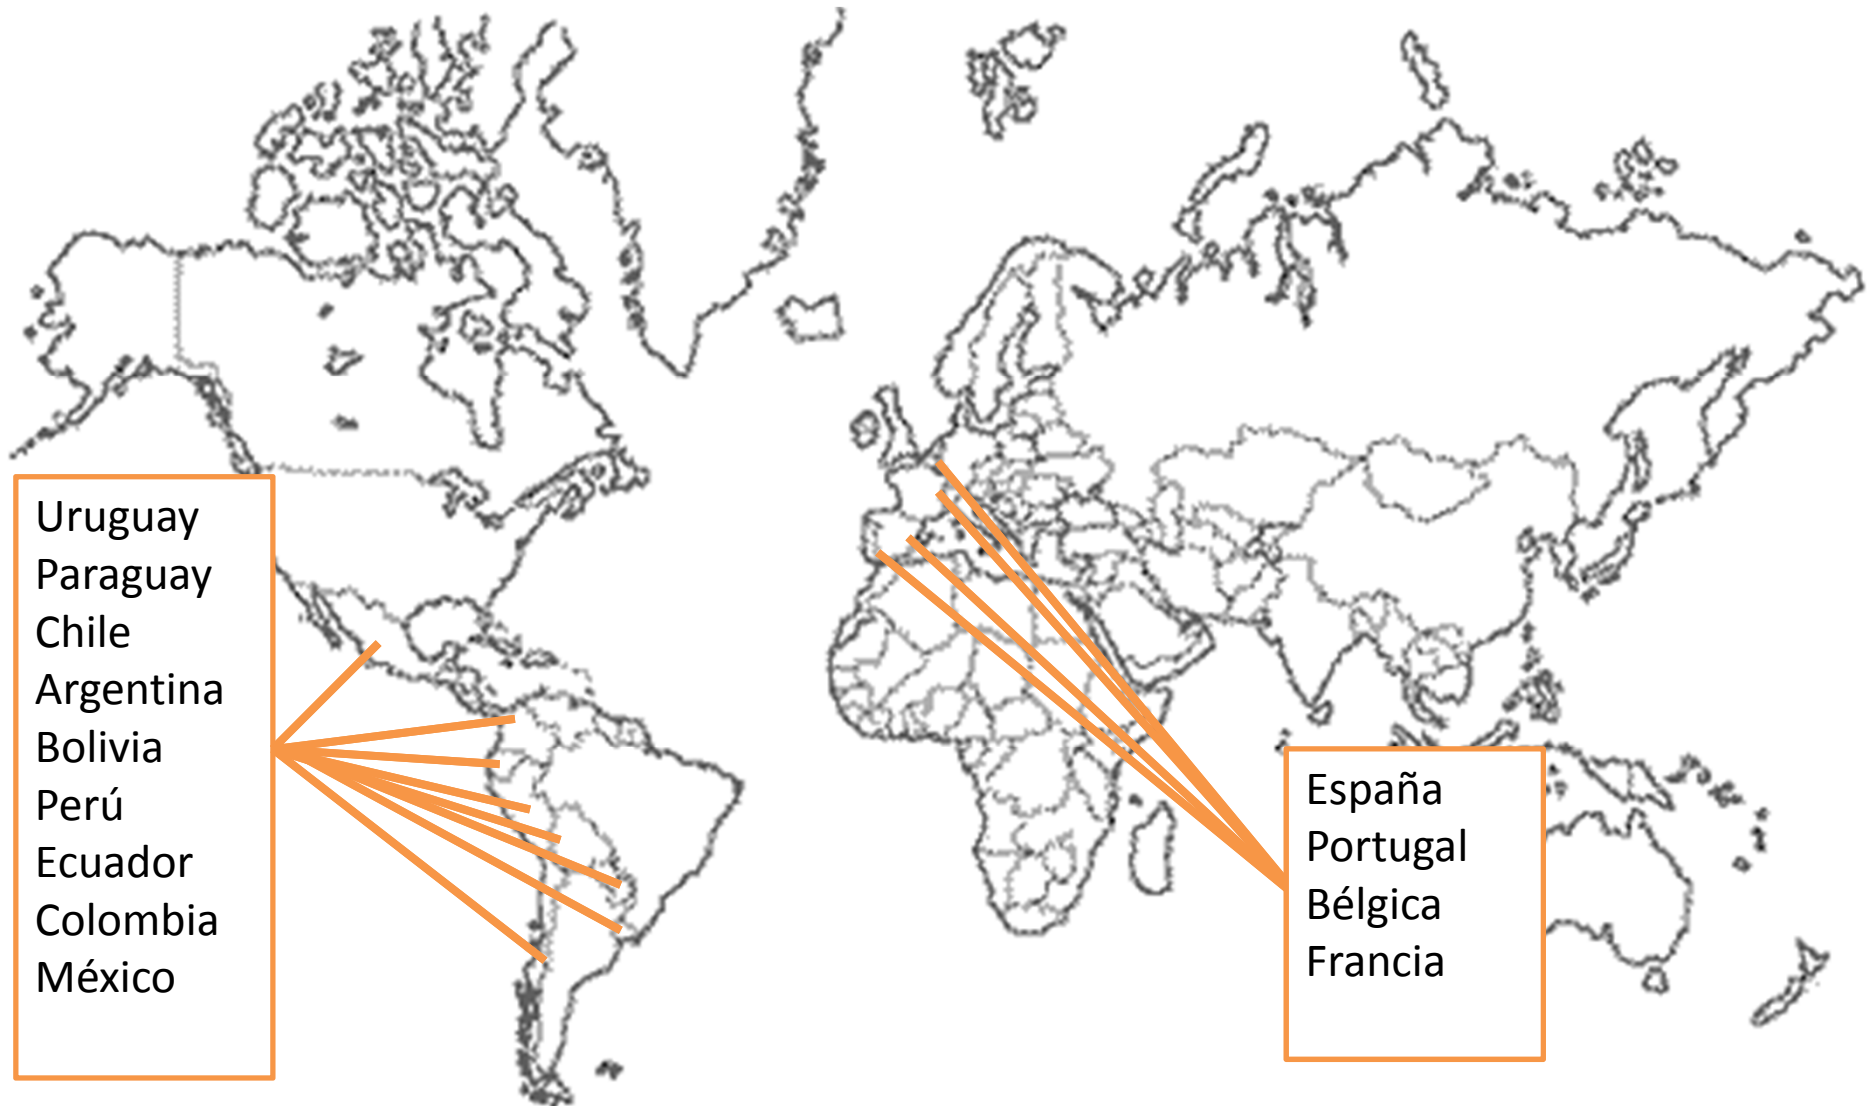 Uruguay
Paraguay
Chile
Argentina
Bolivia
Perú
Ecuador
Colombia
México
España
Portugal
Bélgica
Francia